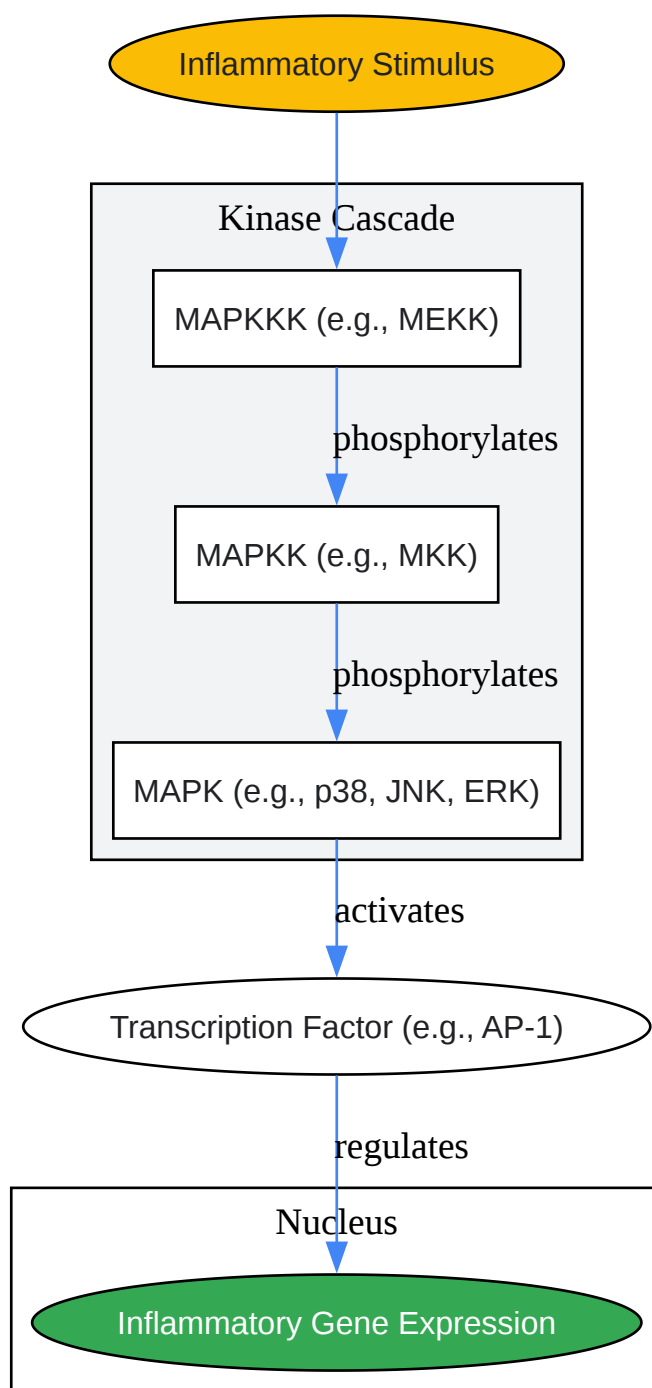 Inflammatory Stimulus
Kinase Cascade
MAPKKK (e.g., MEKK)
phosphorylates
MAPKK (e.g., MKK)
phosphorylates
MAPK (e.g., p38, JNK, ERK)
activates
Transcription Factor (e.g., AP-1)
regulates
Nucleus
Inflammatory Gene Expression